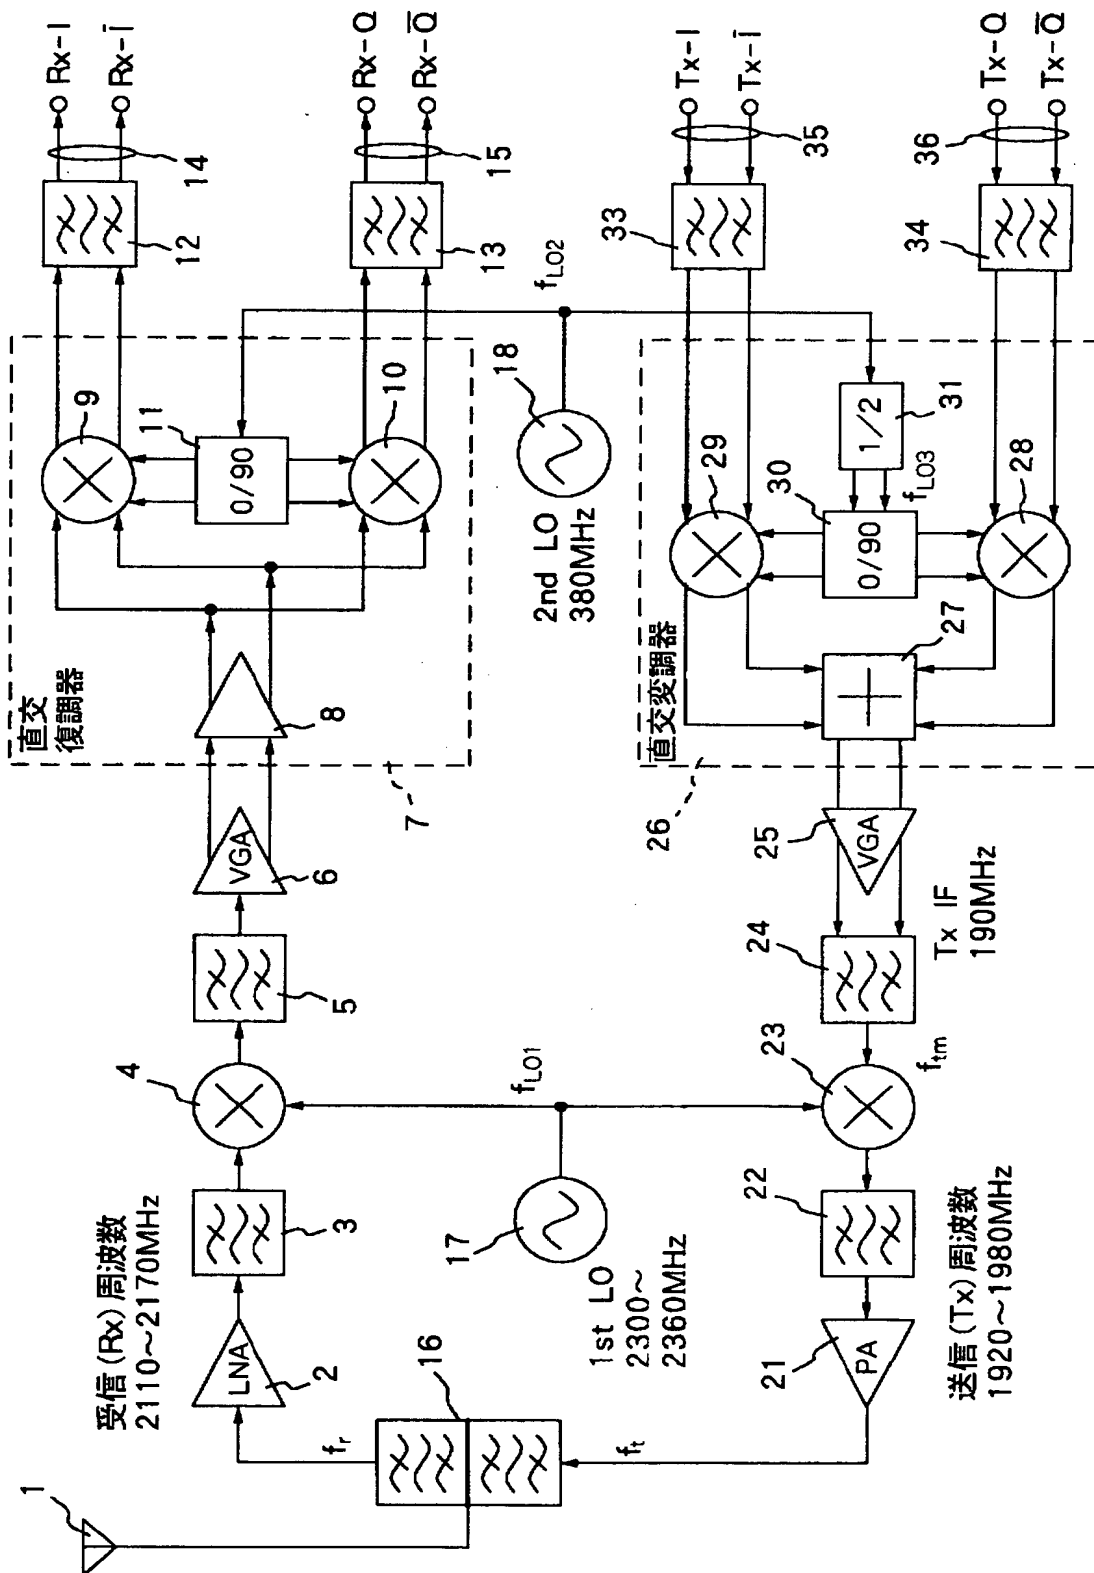 1
16
f_r
f_t
LNA
2
受信 (Rx) 周波数
2110～2170MHz
3
4
5
VGA
6
7
直交
復調器
8
9
10
11
0/90
12
13
14
15
Rx-I
Rx-Ī
Rx-Q
Rx-Q̄
17
1st LO
2300～
2360MHz
f_LO1
18
2nd LO
380MHz
f_LO2
PA
21
送信 (Tx) 周波数
1920～1980MHz
22
23
f_tm
24
Tx IF
190MHz
VGA
25
26
直交変調器
27
28
29
30
0/90
f_LO3
1/2
31
33
34
35
36
Tx-I
Tx-Ī
Tx-Q
Tx-Q̄